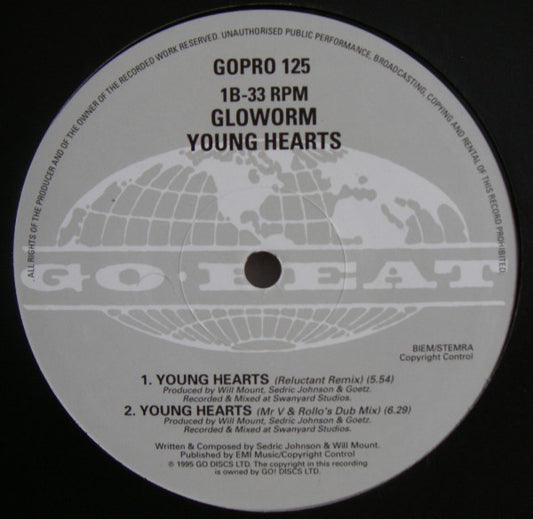 ALL RIGHTS OF THE PRODUCER AND OF THE OWNER OF THE RECORDED WORK RESERVED. UNAUTHORISED PUBLIC PERFORMANCE, BROADCASTING, COPYING AND RENTAL OF THIS RECORD PROHIBITED.
GOPRO 125
1B-33 RPM
GLOWORM
YOUNG HEARTS
GO·BEAT
BIEM/STEMRA
Copyright Control
1. YOUNG HEARTS (Reluctant Remix) (5.54)
Produced by Will Mount, Sedric Johnson & Goetz.
Recorded & Mixed at Swanyard Studios.
2. YOUNG HEARTS (Mr V & Rollo's Dub Mix) (6.29)
Produced by Will Mount, Sedric Johnson & Goetz.
Recorded & Mixed at Swanyard Studios.
Written & Composed by Sedric Johnson & Will Mount.
Published by EMI Music/Copyright Control
℗ 1995 GO DISCS LTD. The copyright in this recording
is owned by GO! DISCS LTD.